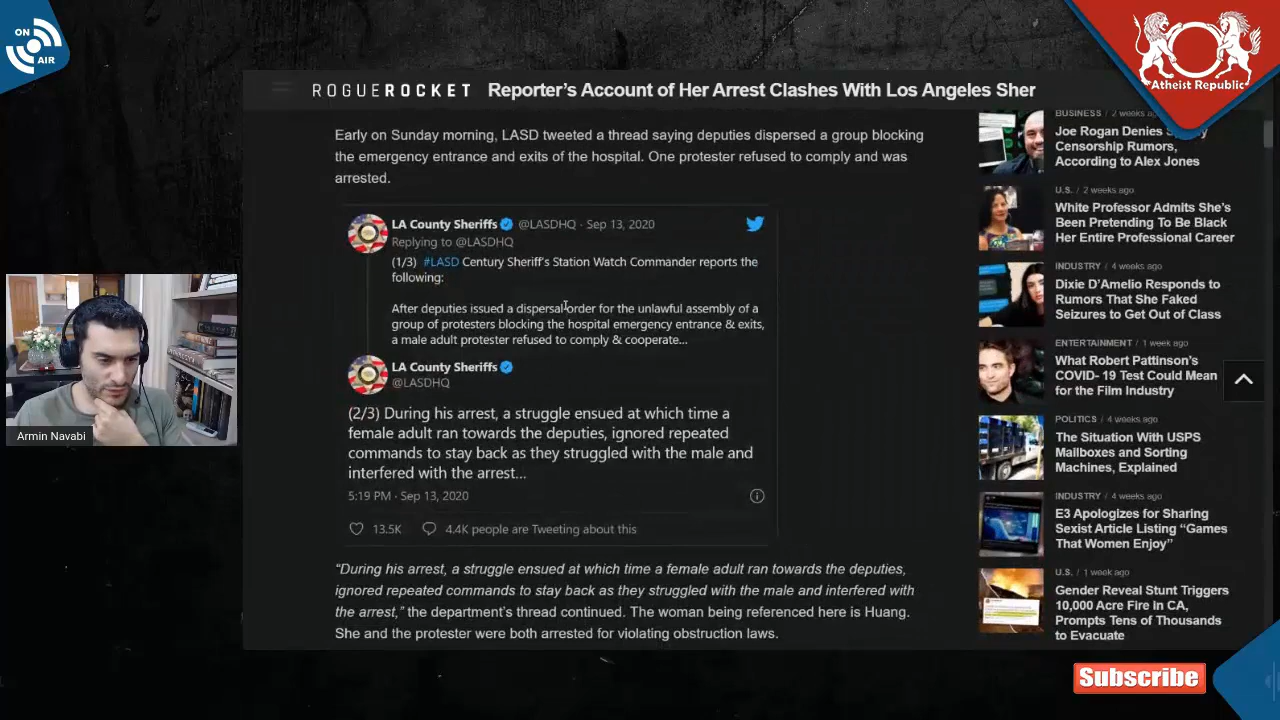 ON
AIR
Atheist Republic
ROGUEROCKET
Reporter's Account of Her Arrest Clashes With Los Angeles Sher
Early on Sunday morning, LASD tweeted a thread saying deputies dispersed a group blocking
the emergency entrance and exits of the hospital. One protester refused to comply and was
arrested.
LA County Sheriffs @LASDHQ · Sep 13, 2020
Replying to @LASDHQ
(1/3) #LASD Century Sheriff's Station Watch Commander reports the
following:
After deputies issued a dispersal order for the unlawful assembly of a
group of protesters blocking the hospital emergency entrance & exits,
a male adult protester refused to comply & cooperate...
LA County Sheriffs
@LASDHQ
(2/3) During his arrest, a struggle ensued at which time a
female adult ran towards the deputies, ignored repeated
commands to stay back as they struggled with the male and
interfered with the arrest...
5:19 PM · Sep 13, 2020
13.5K 4.4K people are Tweeting about this
"During his arrest, a struggle ensued at which time a female adult ran towards the deputies,
ignored repeated commands to stay back as they struggled with the male and interfered with
the arrest," the department's thread continued. The woman being referenced here is Huang.
and the protester were both arrested for violating obstruction laws.
BUSINESS / 2 weeks
Joe Rogan Denies
Censorship Rumors,
According to Alex Jones
U.S. / 2 weeks ago
White Professor Admits She's
Been Pretending To Be Black
Her Entire Professional Career
INDUSTRY / 4 weeks ago
Dixie D'Amelio Responds to
Rumors That She Faked
Seizures to Get Out of Class
ENTERTAINMENT / 1 week ago
What Robert Pattinson's
COVID- 19 Test Could Mean
for the Film Industry
POLITICS / 4 weeks ago
The Situation With USPS
Mailboxes and Sorting
Machines, Explained
INDUSTRY / 4 weeks ago
E3 Apologizes for Sharing
Sexist Article Listing "Games
That Women Enjoy"
U.S. / 1 week ago
Gender Reveal Stunt Triggers
10,000 Acre Fire in CA,
Prompts Tens of Thousands
to Evacuate
Armin Navabi
Subscribe